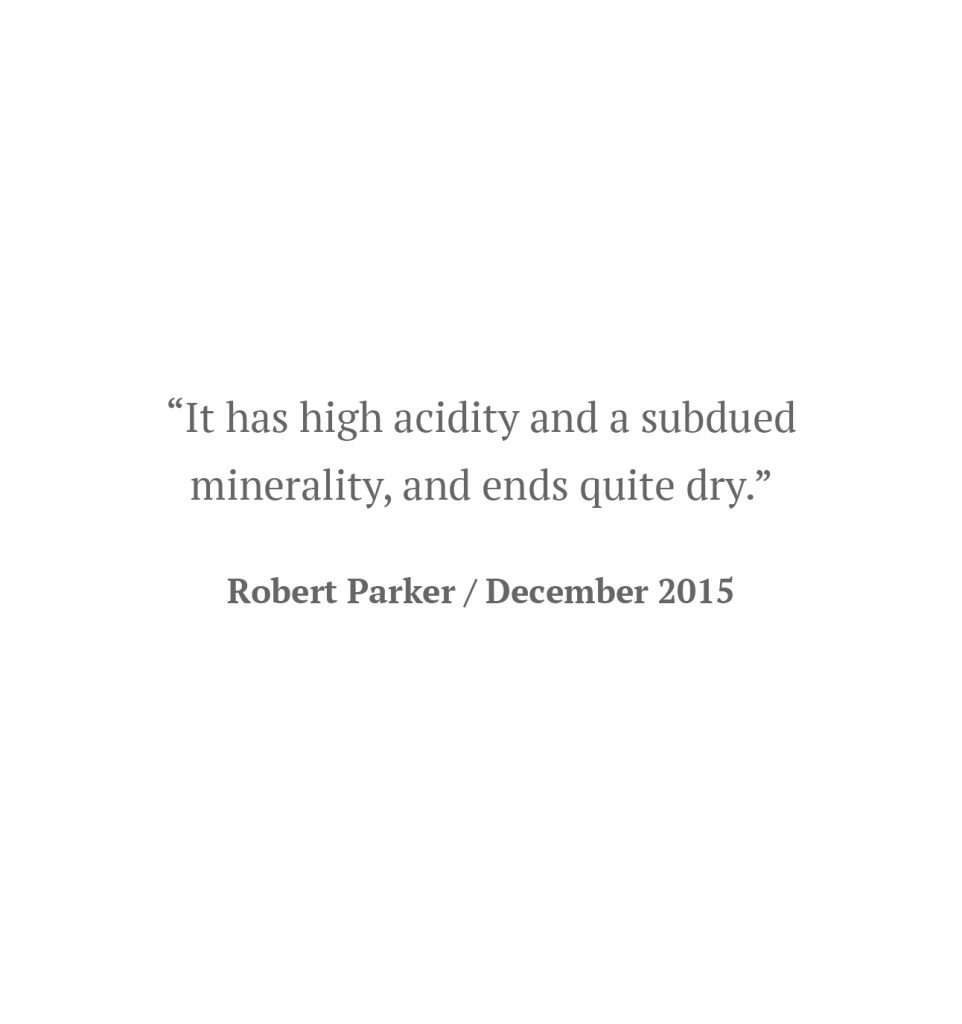 “It has high acidity and a subdued
minerality, and ends quite dry.”
Robert Parker / December 2015